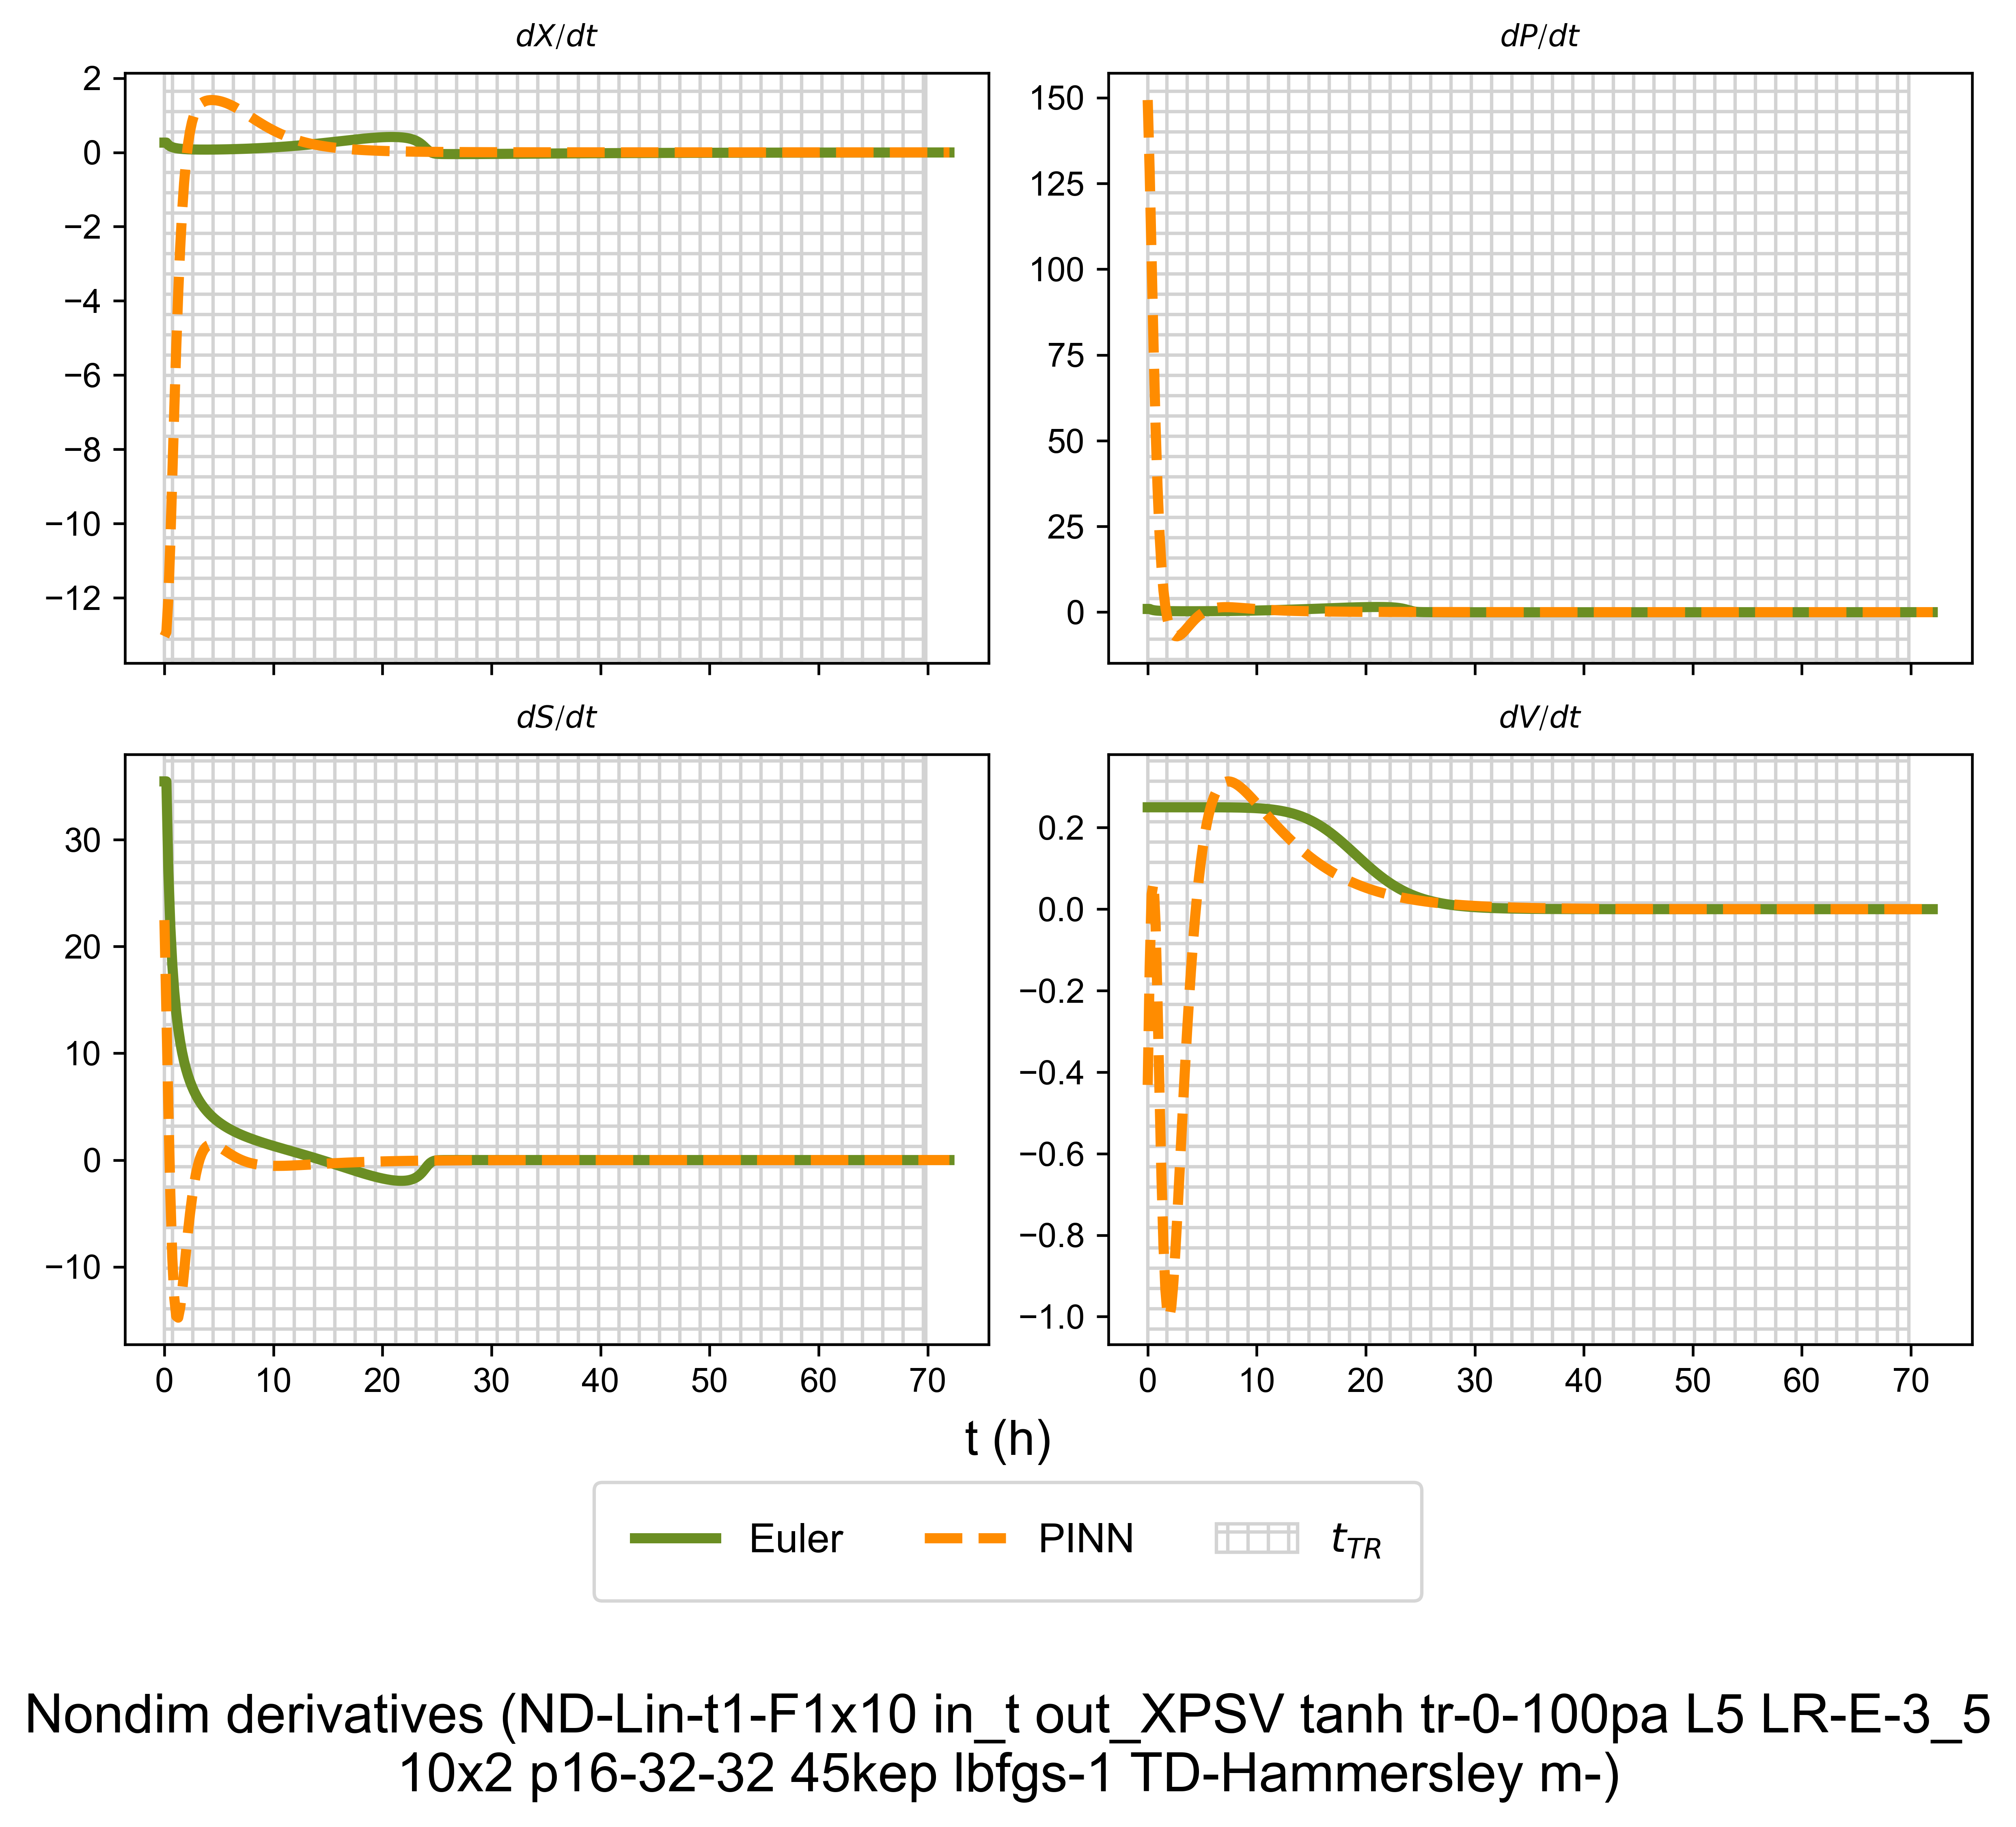 dX/dt
dP/dt
2
0
−2
−4
−6
−8
−10
−12
150
125
100
75
50
25
0
dS/dt
dV/dt
30
20
10
0
−10
0.2
0.0
−0.2
−0.4
−0.6
−0.8
−1.0
0 10 20 30 40 50 60 70
0 10 20 30 40 50 60 70
t (h)
Euler PINN t_TR
Nondim derivatives (ND-Lin-t1-F1x10 in_t out_XPSV tanh tr-0-100pa L5 LR-E-3_5
10x2 p16-32-32 45kep lbfgs-1 TD-Hammersley m-)